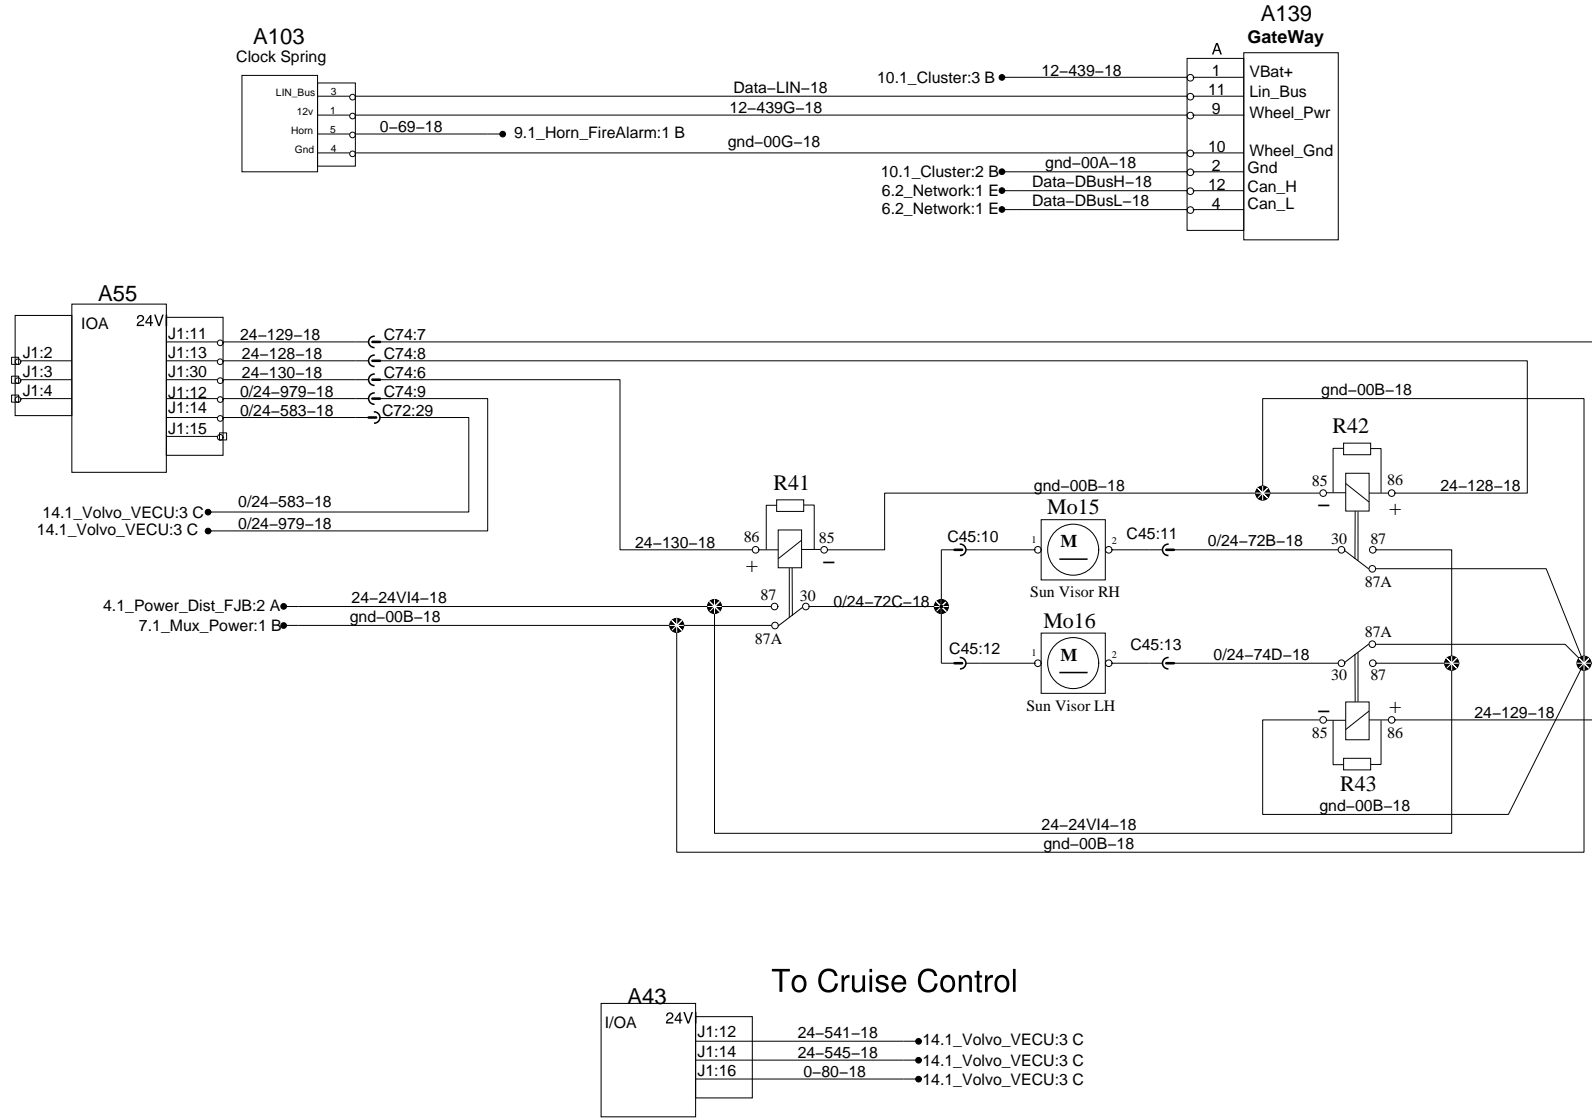 A103
Clock Spring
LIN_Bus 3
12v 1
Horn 5
Gnd 4
Data–LIN–18
12–439G–18
0–69–18
9.1_Horn_FireAlarm:1 B
gnd–00G–18
A139
GateWay
A
10.1_Cluster:3 B 12–439–18 1 VBat+
11 Lin_Bus
9 Wheel_Pwr
10 Wheel_Gnd
10.1_Cluster:2 B gnd–00A–18 2 Gnd
6.2_Network:1 E Data–DBusH–18 12 Can_H
6.2_Network:1 E Data–DBusL–18 4 Can_L
A55
IOA 24V
J1:2
J1:3
J1:4
J1:11 24–129–18 C74:7
J1:13 24–128–18 C74:8
J1:30 24–130–18 C74:6
J1:12 0/24–979–18 C74:9
J1:14 0/24–583–18 C72:29
J1:15
14.1_Volvo_VECU:3 C 0/24–583–18
14.1_Volvo_VECU:3 C 0/24–979–18
gnd–00B–18
R42
85 86 24–128–18
– +
R41
24–130–18 86 85
+ –
gnd–00B–18
Mo15
C45:10 1 M 2 C45:11 0/24–72B–18 30 87
87A
Sun Visor RH
4.1_Power_Dist_FJB:2 A 24–24VI4–18 87 30 0/24–72C–18
7.1_Mux_Power:1 B gnd–00B–18
87A
Mo16
C45:12 1 M 2 C45:13 0/24–74D–18 87A
30 87
Sun Visor LH
– +
85 86 24–129–18
R43
gnd–00B–18
24–24VI4–18
gnd–00B–18
To Cruise Control
A43
I/OA 24V
J1:12 24–541–18 14.1_Volvo_VECU:3 C
J1:14 24–545–18 14.1_Volvo_VECU:3 C
J1:16 0–80–18 14.1_Volvo_VECU:3 C